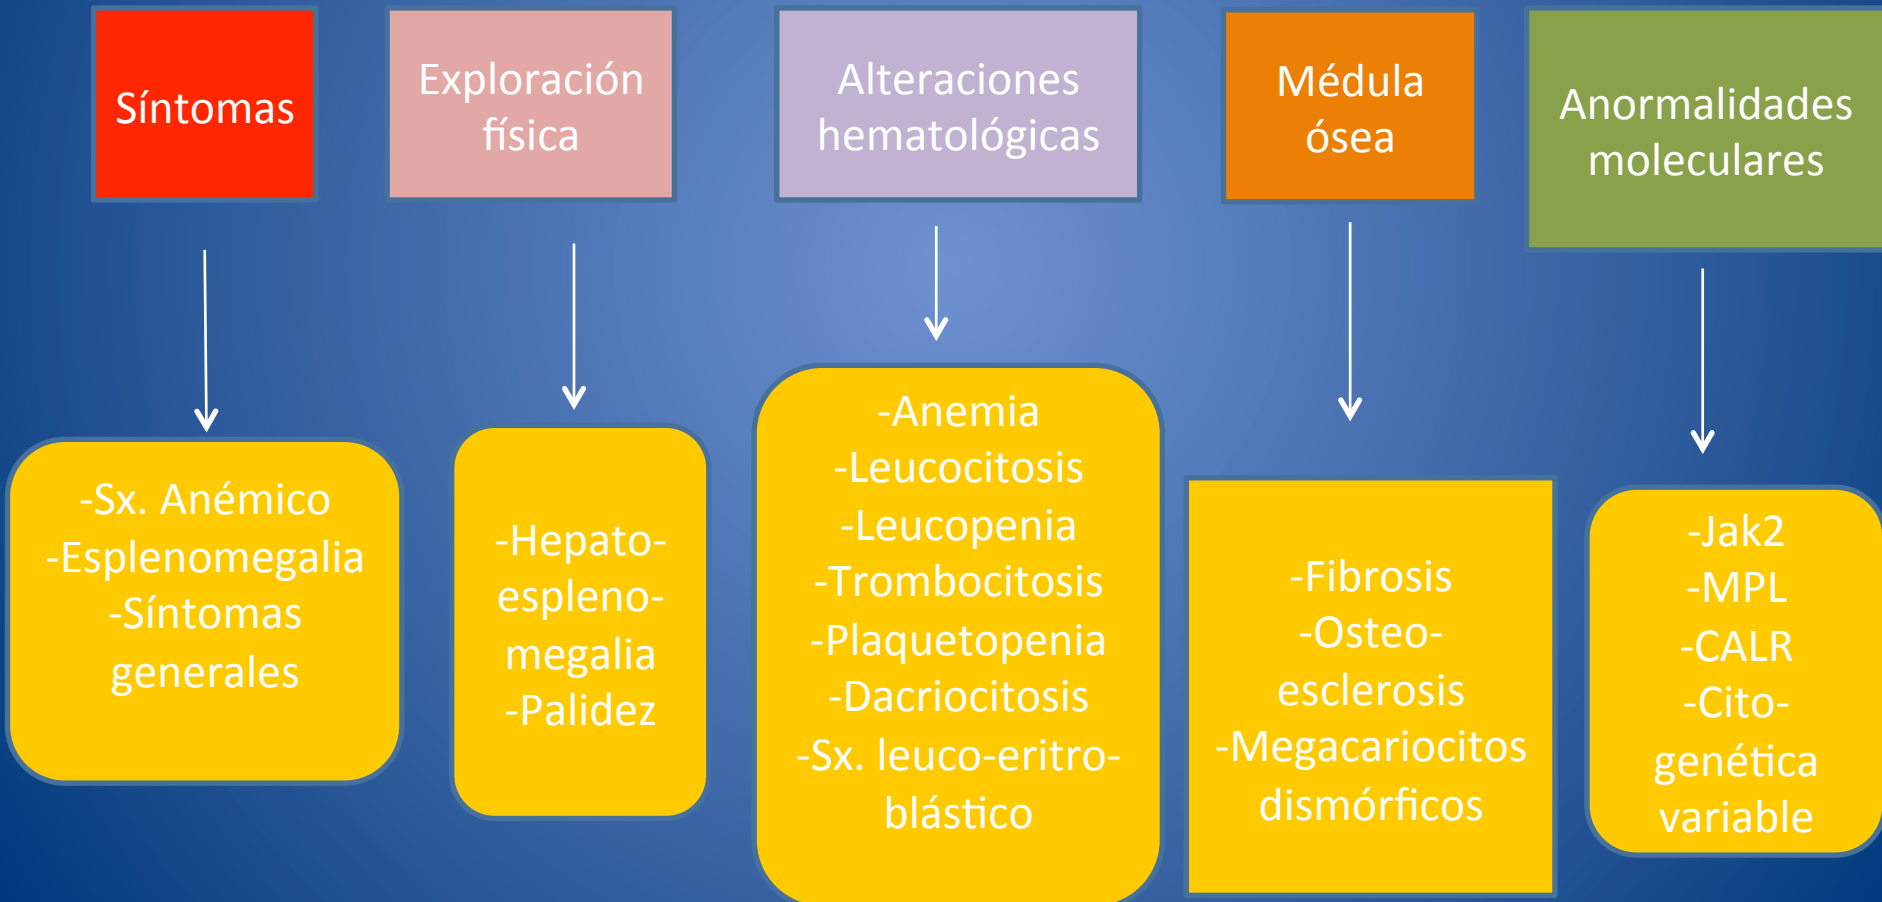 Síntomas
Exploración
física
Alteraciones
hematológicas
Médula
ósea
Anormalidades
moleculares
-Sx. Anémico
-Esplenomegalia
-Síntomas
generales
-Hepato-
espleno-
megalia
-Palidez
-Anemia
-Leucocitosis
-Leucopenia
-Trombocitosis
-Plaquetopenia
-Dacriocitosis
-Sx. leuco-eritro-
blástico
-Fibrosis
-Osteo-
esclerosis
-Megacariocitos
dismórficos
-Jak2
-MPL
-CALR
-Cito-
genética
variable